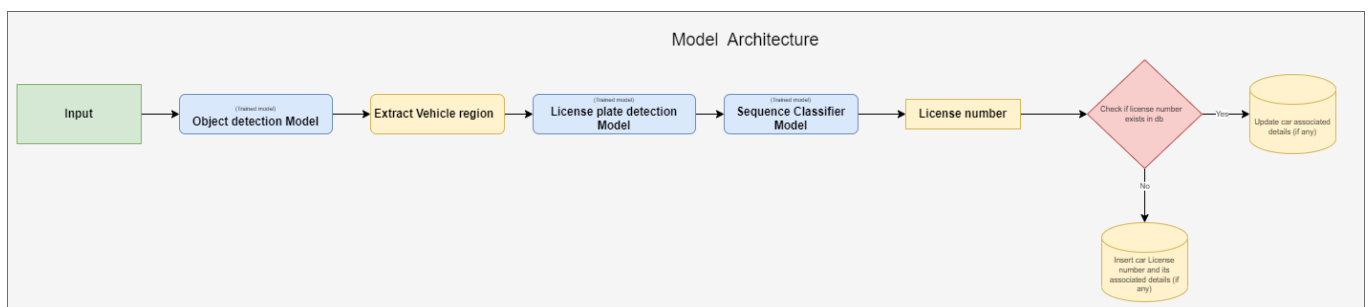 Model Architecture
Input
(Trained model)
Object detection Model
Extract Vehicle region
(Trained model)
License plate detection
Model
(Trained model)
Sequence Classifier
Model
License number
Check if license number
exists in db
Yes
Update car associated
details (if any)
No
Insert car License
number and its
associated details (if
any)